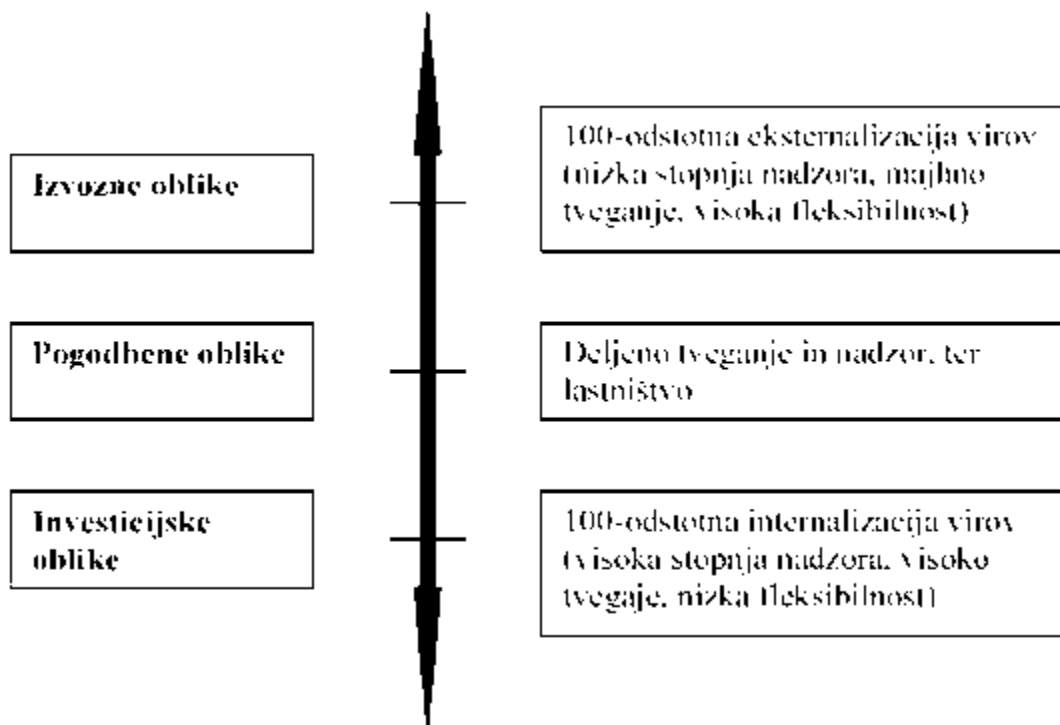 Izvozne oblike
100-odstotna eksternalizacija virov
(nizka stopnja nadzora, majhno
tveganje, visoka fleksibilnost)
Pogodbene oblike
Deljeno tveganje in nadzor, ter
lastništvo
Investicijske
oblike
100-odstotna internalizacija virov
(visoka stopnja nadzora, visoko
tvegaje, nizka fleksibilnost)